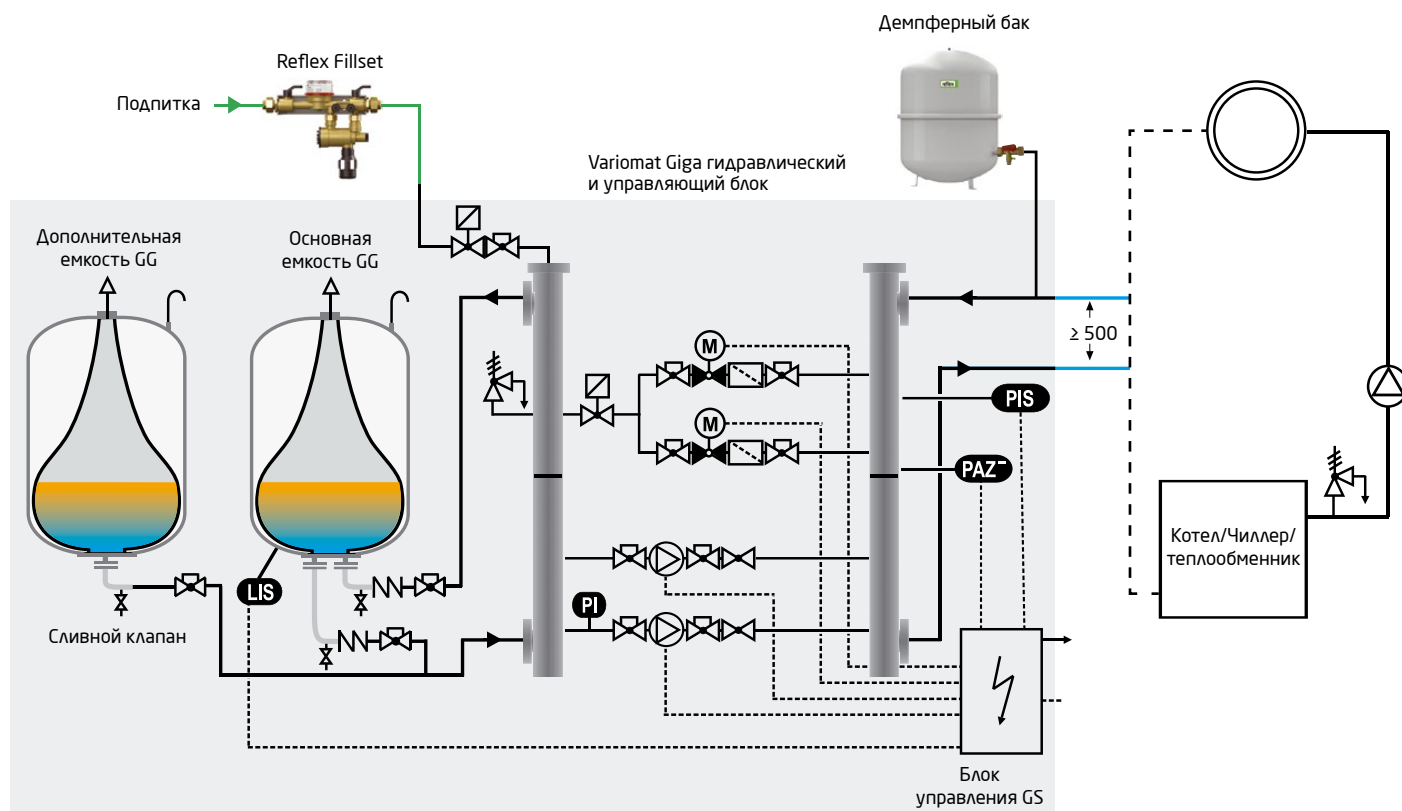 Демпферный бак
Reflex Fillset
Подпитка
reflex
Variomat Giga гидравлический
и управляющий блок
Дополнительная
емкость GG
Основная
емкость GG
≥ 500
M
PIS
M
PAZ⁻
Котел/Чиллер/
теплообменник
LIS
PI
Сливной клапан
Блок
управления GS